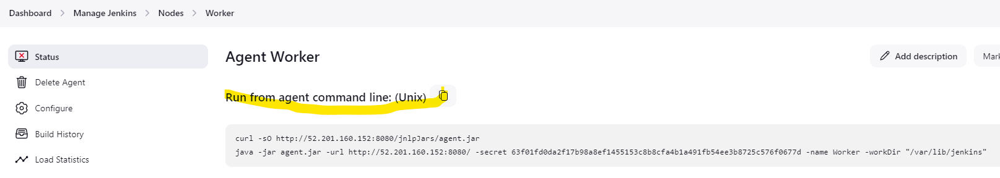 Dashboard > Manage Jenkins > Nodes > Worker
Status
Delete Agent
Configure
Build History
Load Statistics
Agent Worker
Add description
Mark
Run from agent command line: (Unix)
curl -sO http://52.201.160.152:8080/jnlpJars/agent.jar
java -jar agent.jar -url http://52.201.160.152:8080/ -secret 63f01fd0da2f17b98a8ef1455153c8b8cfa4b1a491fb54ee3b8725c576f0677d -name Worker -workDir "/var/lib/jenkins"